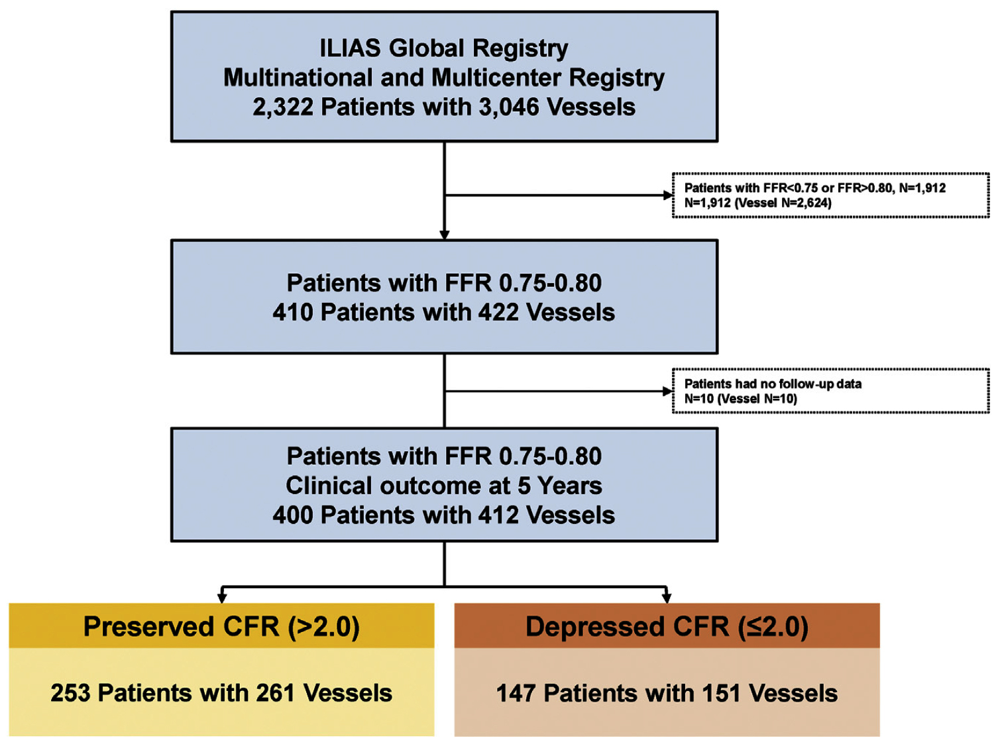 ILIAS Global Registry
Multinational and Multicenter Registry
2,322 Patients with 3,046 Vessels
Patients with FFR<0.75 or FFR>0.80, N=1,912
N=1,912 (Vessel N=2,624)
Patients with FFR 0.75-0.80
410 Patients with 422 Vessels
Patients had no follow-up data
N=10 (Vessel N=10)
Patients with FFR 0.75-0.80
Clinical outcome at 5 Years
400 Patients with 412 Vessels
Preserved CFR (>2.0)
253 Patients with 261 Vessels
Depressed CFR (≤2.0)
147 Patients with 151 Vessels